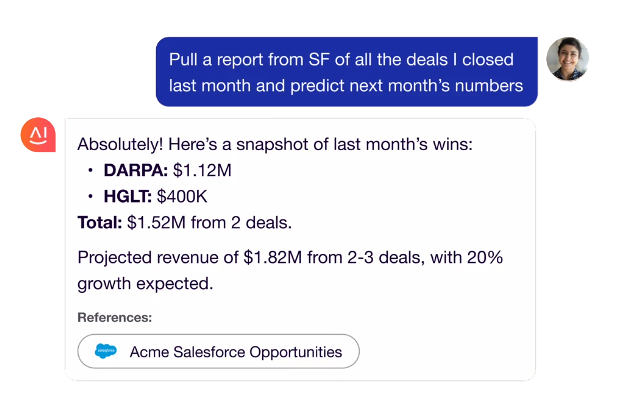 Pull a report from SF of all the deals I closed
last month and predict next month's numbers
AI
Absolutely! Here's a snapshot of last month's wins:
• DARPA: $1.12M
• HGLT: $400K
Total: $1.52M from 2 deals.
Projected revenue of $1.82M from 2-3 deals, with 20%
growth expected.
References:
salesforce
Acme Salesforce Opportunities